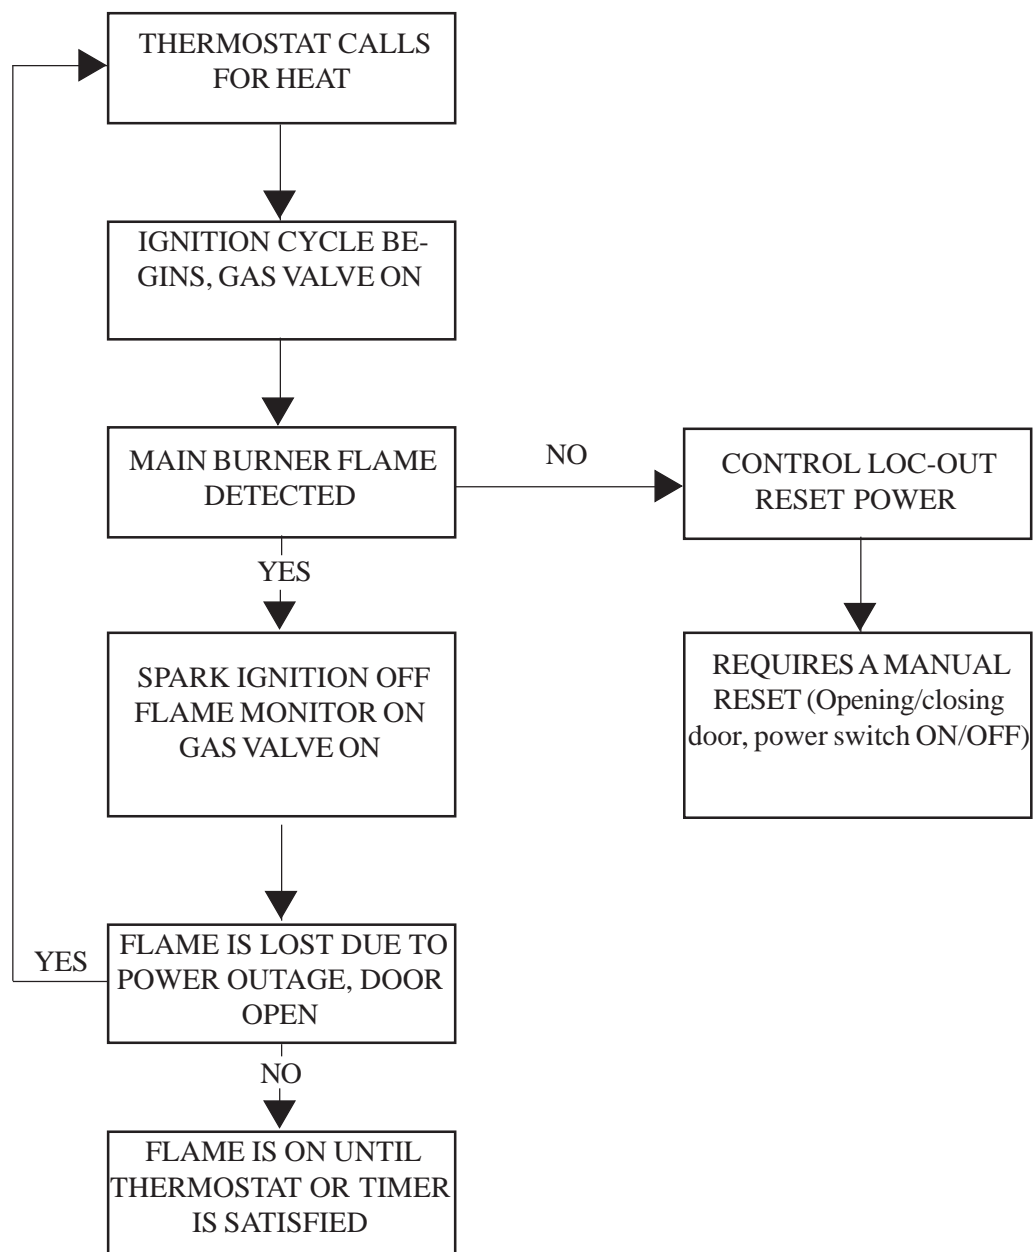 THERMOSTAT CALLS
FOR HEAT
IGNITION CYCLE BE-
GINS, GAS VALVE ON
MAIN BURNER FLAME
DETECTED
NO
CONTROL LOC-OUT
RESET POWER
YES
SPARK IGNITION OFF
FLAME MONITOR ON
GAS VALVE ON
REQUIRES A MANUAL
RESET (Opening/closing
door, power switch ON/OFF)
YES
FLAME IS LOST DUE TO
POWER OUTAGE, DOOR
OPEN
NO
FLAME IS ON UNTIL
THERMOSTAT OR TIMER
IS SATISFIED